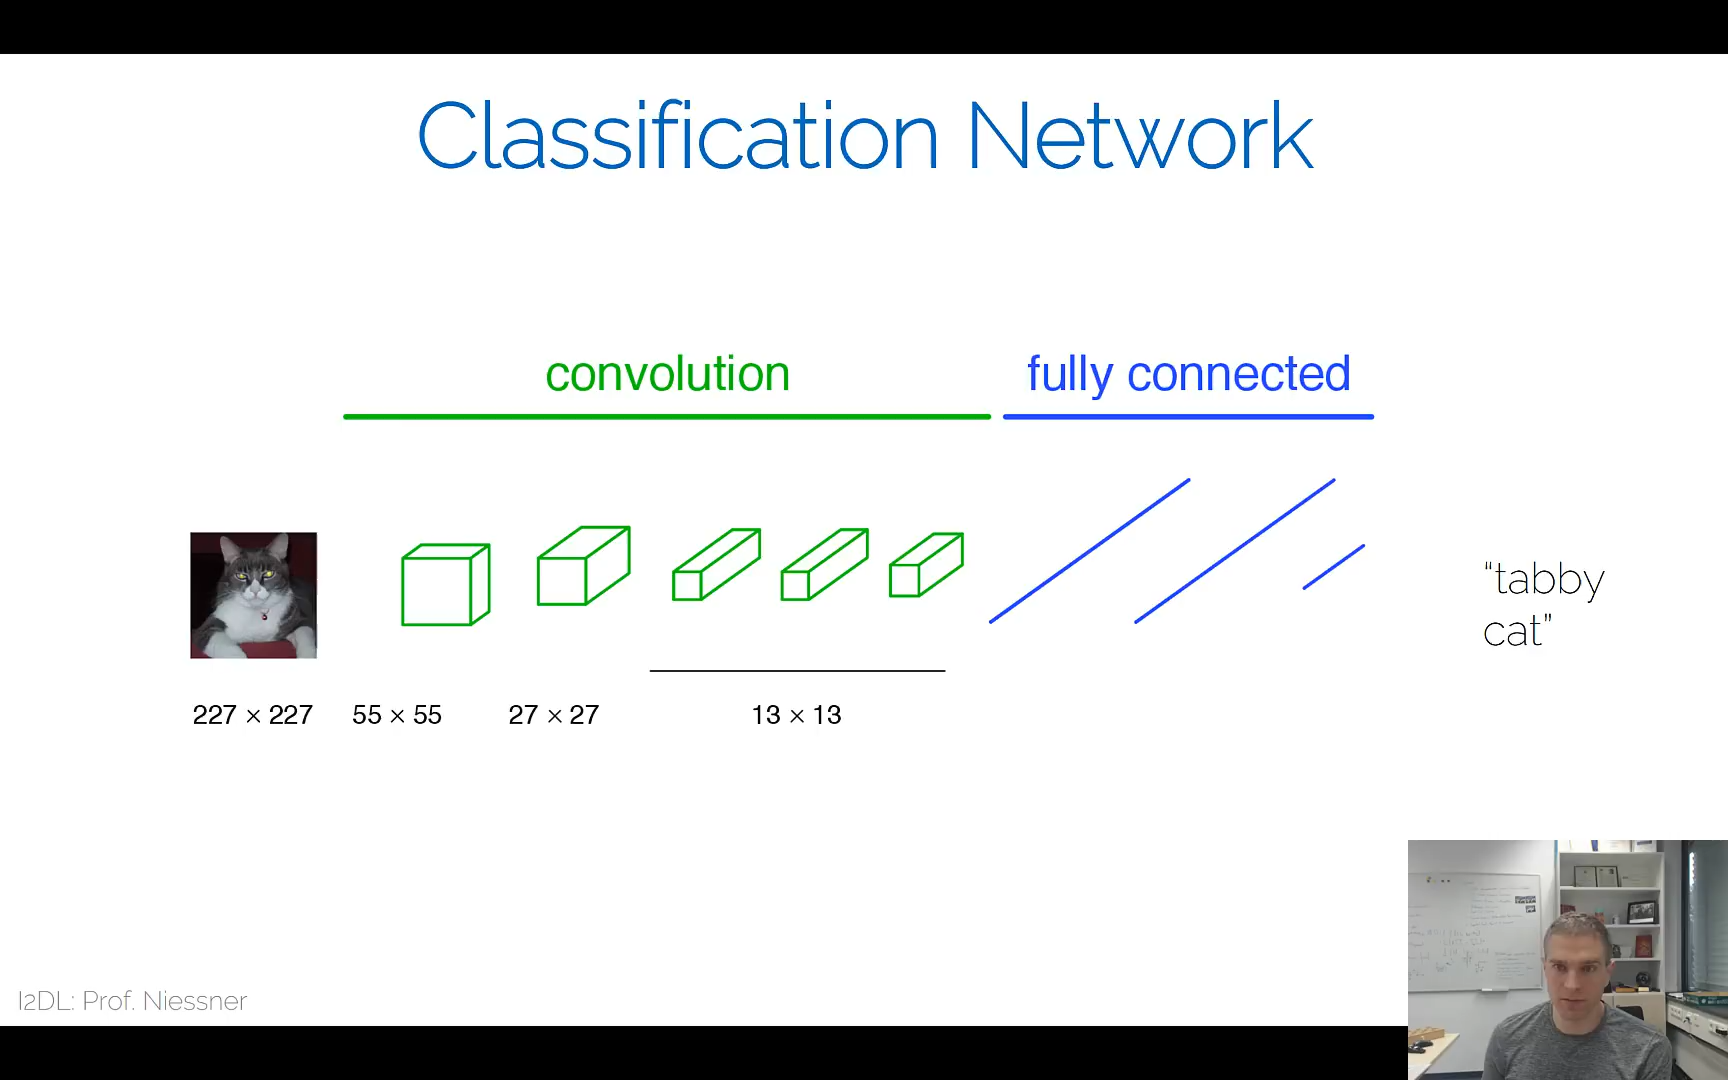 Classification Network
convolution
fully connected
“tabby
cat”
227 × 227
55 × 55
27 × 27
13 × 13
I2DL: Prof. Niessner